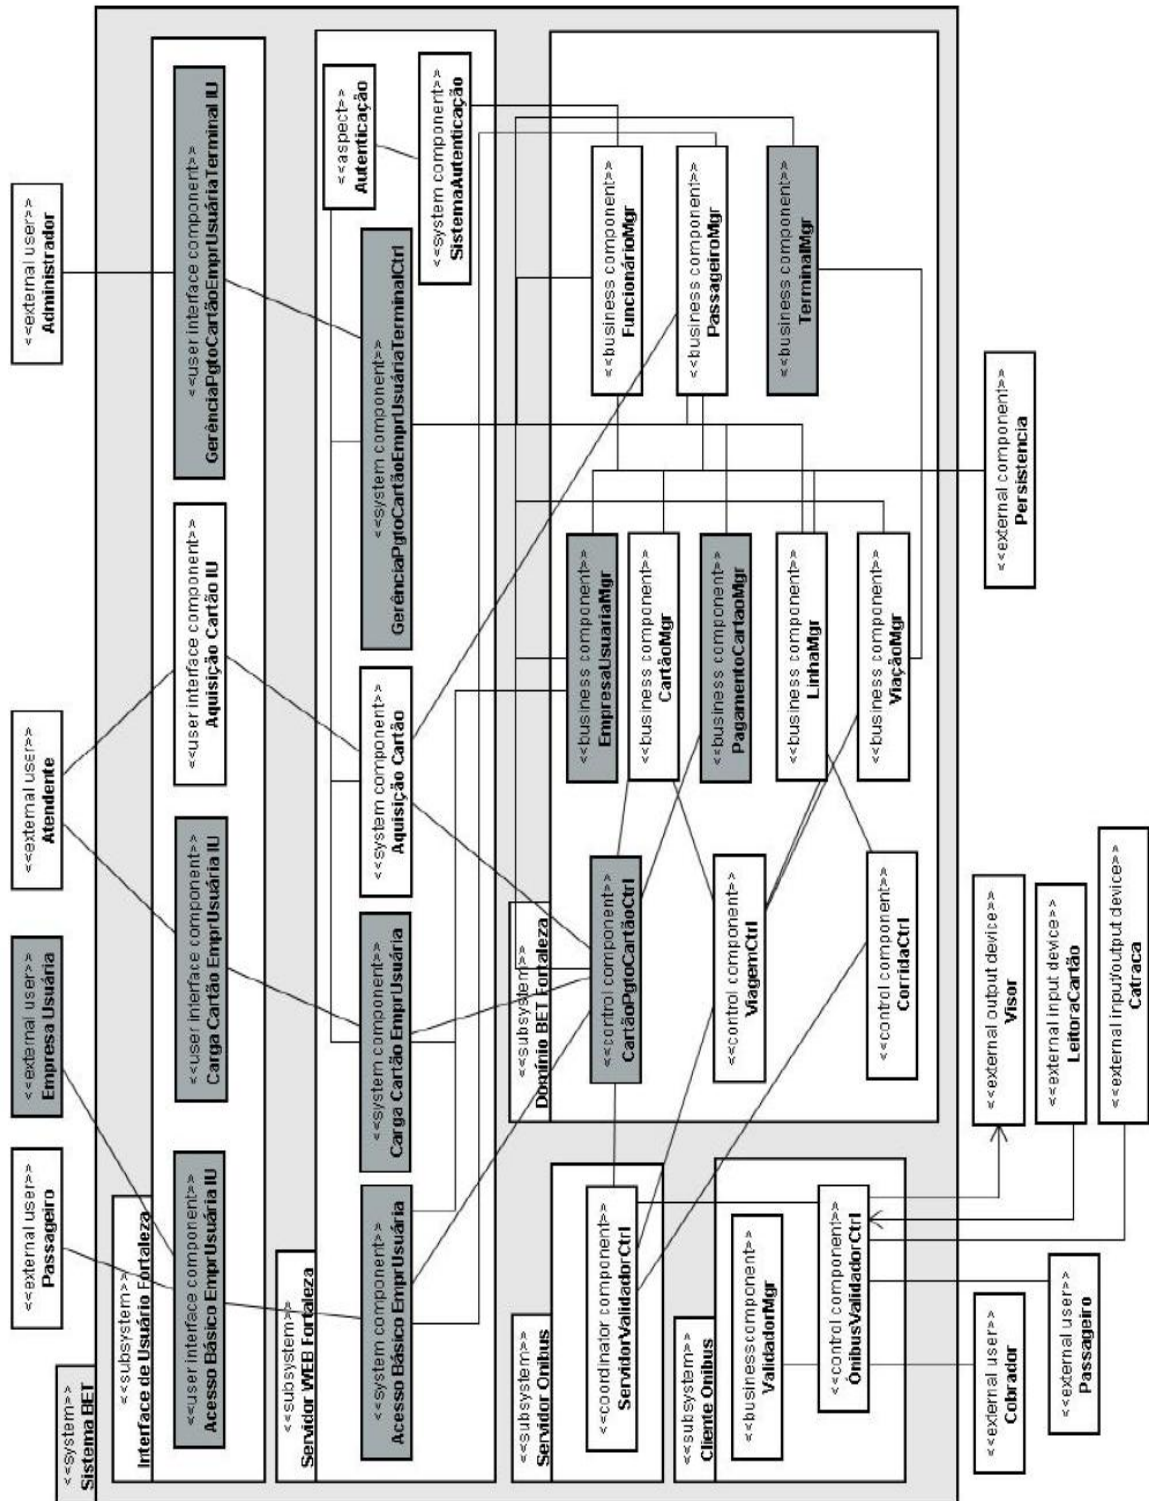 <<external user>>
Passageiro
<<external user>>
Empresa Usuária
<<external user>>
Atendente
<<external user>>
Administrador
<<system>>
Sistema BET
<<subsystem>>
Interface de Usuário Fortaleza
<<user interface component>>
Acesso Básico EmprUsuária IU
<<user interface component>>
Carga Cartão EmprUsuária IU
<<user interface component>>
Aquisição Cartão IU
<<user interface component>>
GerênciaPgtoCartãoEmprUsuáriaTerminal IU
<<subsystem>>
Servidor WEB Fortaleza
<<system component>>
Acesso Básico EmprUsuária
<<system component>>
Carga Cartão EmprUsuária
<<system component>>
Aquisição Cartão
<<system component>>
GerênciaPgtoCartãoEmprUsuáriaTerminalCtrl
<<aspect>>
Autenticação
<<system component>>
SistemaAutenticação
<<subsystem>>
Servidor Onibus
<<coordinator component>>
ServidorValidadorCtrl
<<subsystem>>
Domínio BET Fortaleza
<<control component>>
CartãoPgtoCartãoCtrl
<<control component>>
ViagemCtrl
<<control component>>
CorridaCtrl
<<business component>>
EmpresaUsuariaMgr
<<business component>>
CartãoMgr
<<business component>>
PagamentoCartaoMgr
<<business component>>
LinhaMgr
<<business component>>
ViaçãoMgr
<<business component>>
FuncionárioMgr
<<business component>>
PassageiroMgr
<<business component>>
TerminalMgr
<<subsystem>>
Cliente Onibus
<<businesscomponent>>
ValidadorMgr
<<control component>>
ÔnibusValidadorCtrl
<<external user>>
Cobrador
<<external user>>
Passageiro
<<external output device>>
Visor
<<external input device>>
LeitoraCartão
<<external input/output device>>
Catraca
<<external component>>
Persistencia